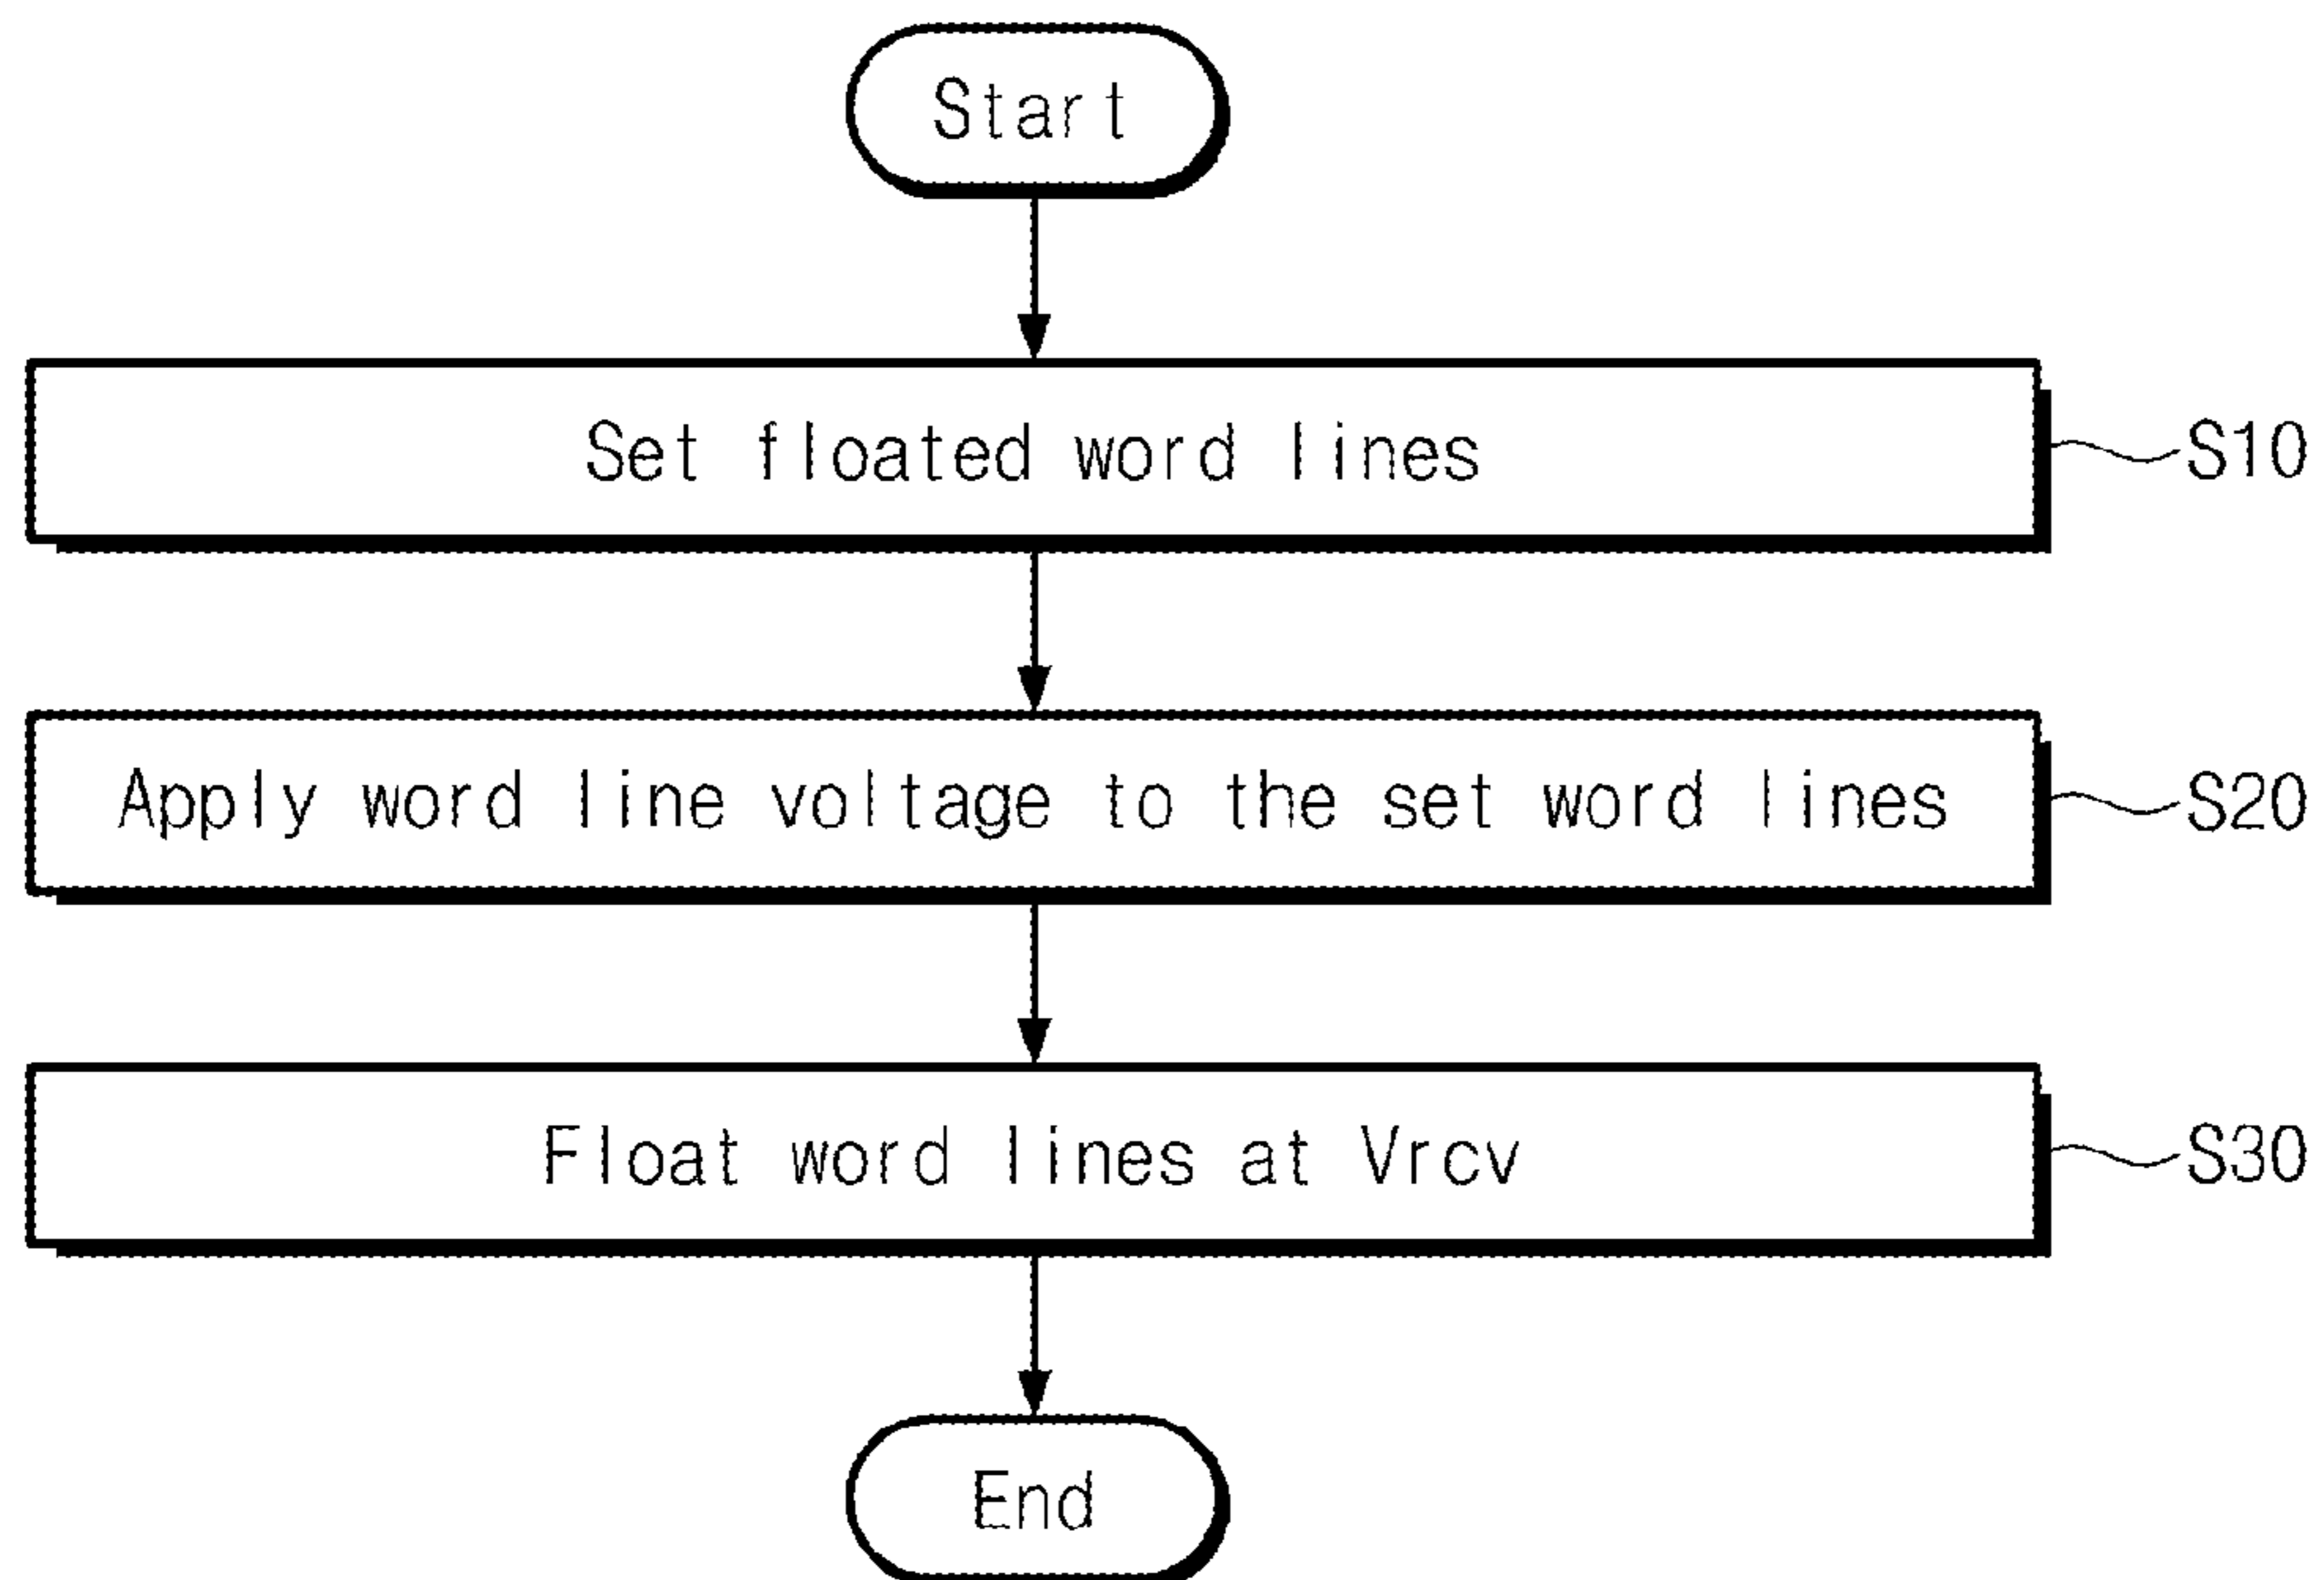 Start
Set floated word lines
S10
Apply word line voltage to the set word lines
S20
Float word lines at Vrcv
S30
End